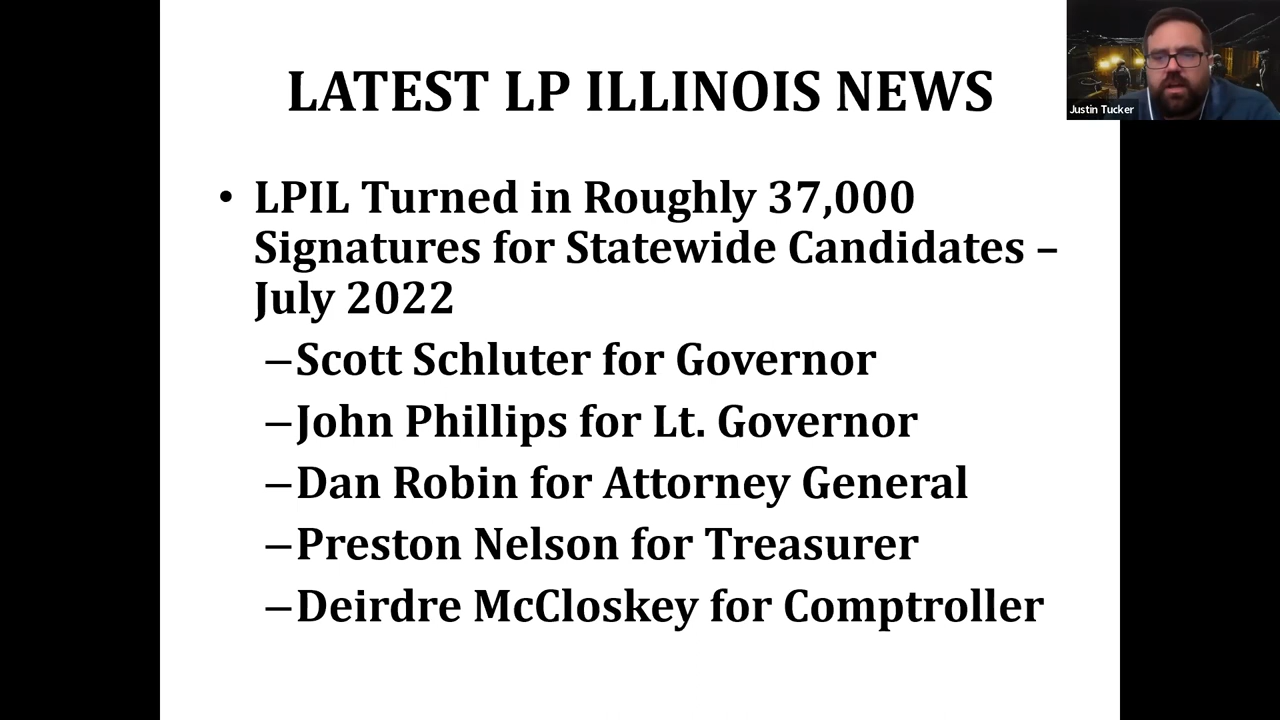 LATEST LP ILLINOIS NEWS
Justin Tucker
• LPIL Turned in Roughly 37,000
Signatures for Statewide Candidates –
July 2022
–Scott Schluter for Governor
–John Phillips for Lt. Governor
–Dan Robin for Attorney General
–Preston Nelson for Treasurer
–Deirdre McCloskey for Comptroller